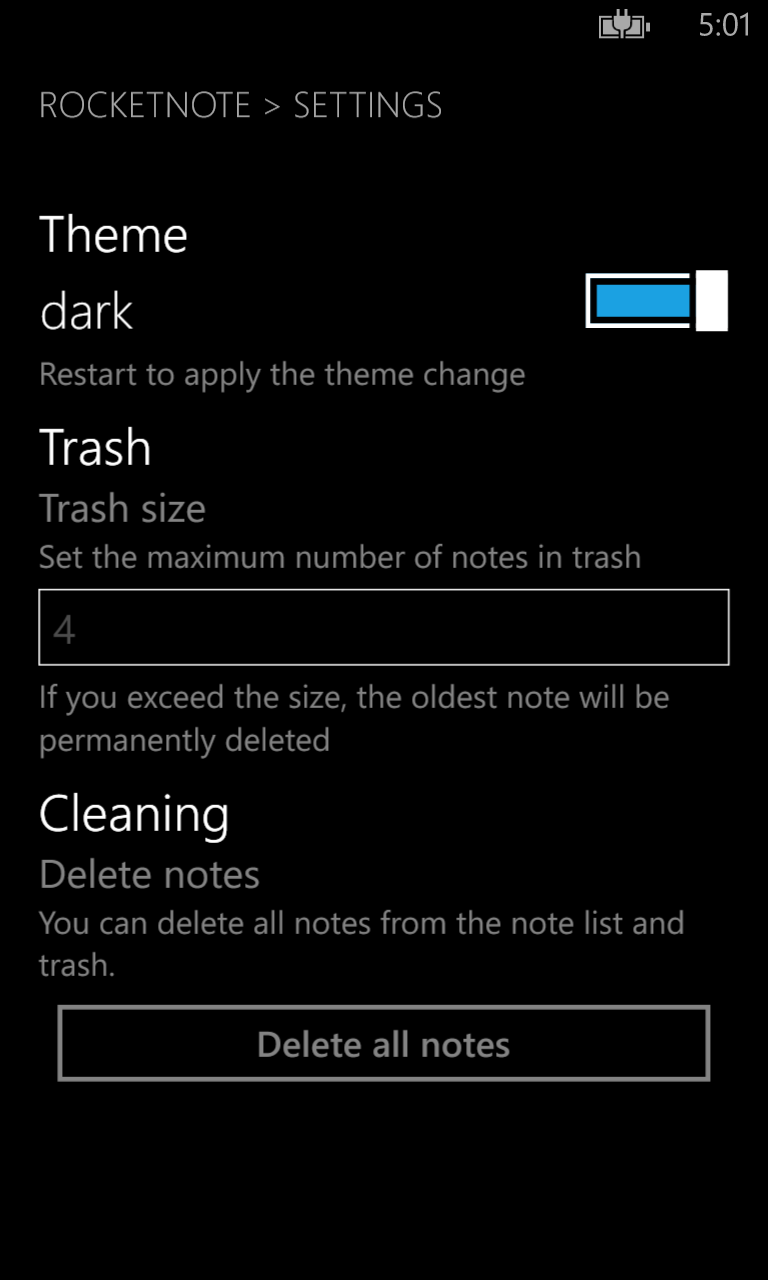 5:01
ROCKETNOTE > SETTINGS
Theme
dark
Restart to apply the theme change
Trash
Trash size
Set the maximum number of notes in trash
4
If you exceed the size, the oldest note will be
permanently deleted
Cleaning
Delete notes
You can delete all notes from the note list and
trash.
Delete all notes